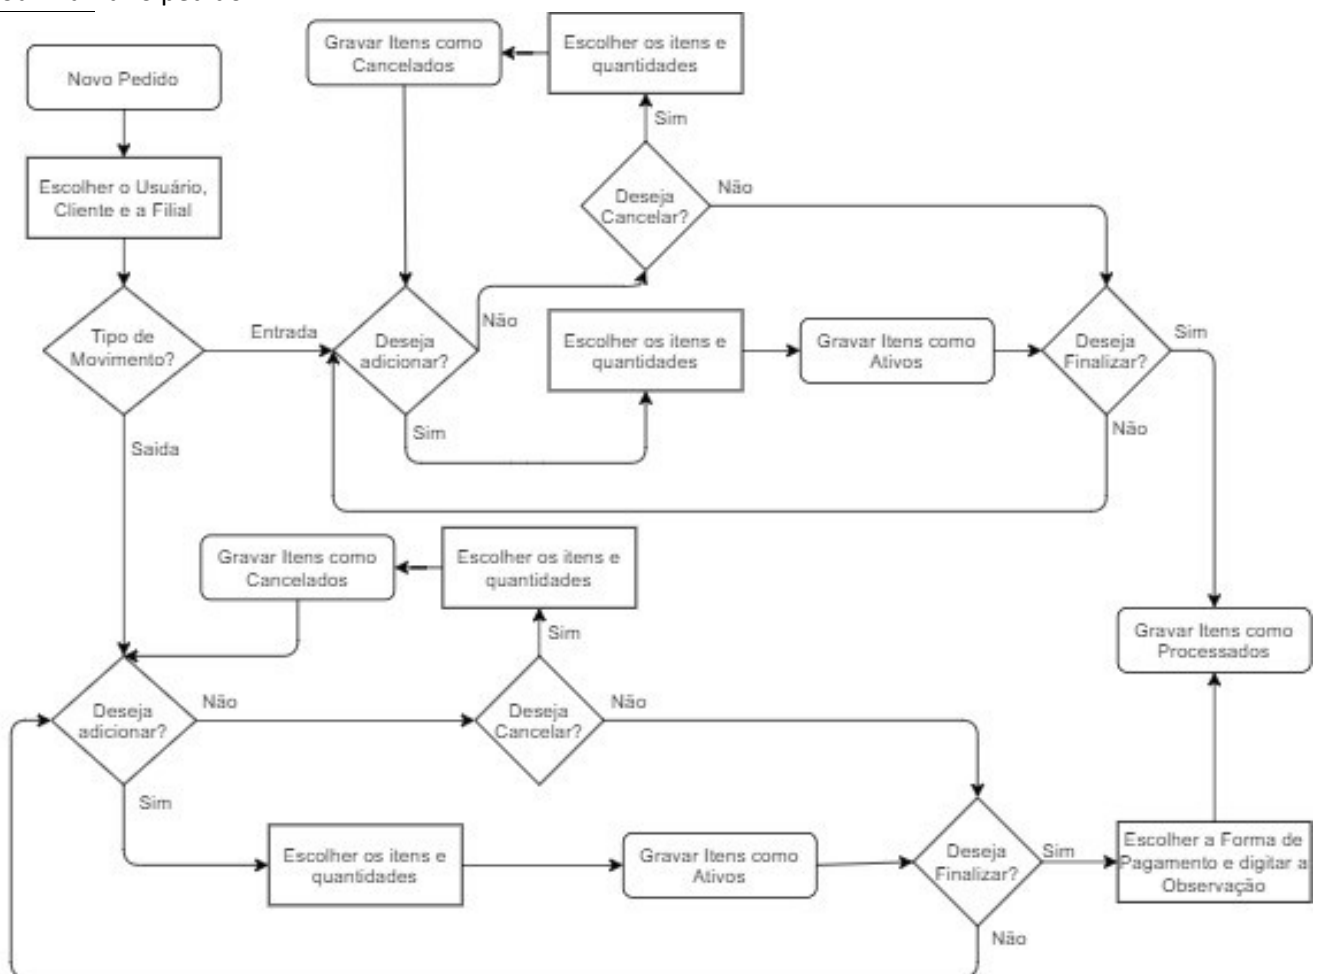 Novo Pedido
Escolher o Usuário,
Cliente e a Filial
Tipo de
Movimento?
Entrada
Saida
Gravar Itens como
Cancelados
Escolher os itens e
quantidades
Sim
Deseja
Cancelar?
Não
Deseja
adicionar?
Não
Sim
Escolher os itens e
quantidades
Gravar Itens como
Ativos
Deseja
Finalizar?
Sim
Não
Gravar Itens como
Cancelados
Escolher os itens e
quantidades
Sim
Deseja
adicionar?
Não
Deseja
Cancelar?
Não
Sim
Escolher os itens e
quantidades
Gravar Itens como
Ativos
Deseja
Finalizar?
Sim
Não
Escolher a Forma de
Pagamento e digitar a
Observação
Gravar Itens como
Processados